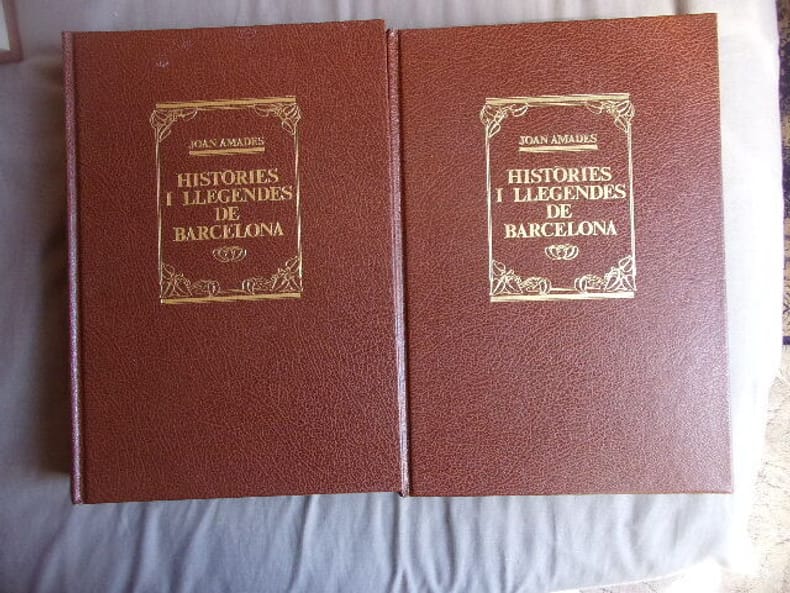 JOAN AMADES
HISTÒRIES
I LLEGENDES
DE
BARCELONA
JOAN AMADES
HISTÒRIES
I LLEGENDES
DE
BARCELONA